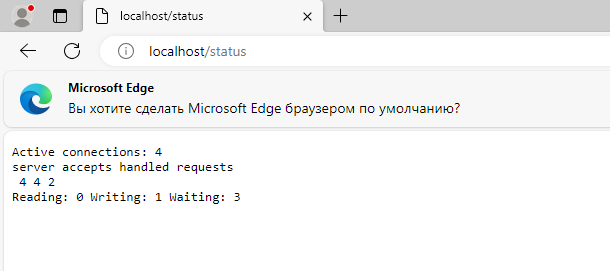 localhost/status
localhost/status
Microsoft Edge
Вы хотите сделать Microsoft Edge браузером по умолчанию?
Active connections: 4
server accepts handled requests
4 4 2
Reading: 0 Writing: 1 Waiting: 3